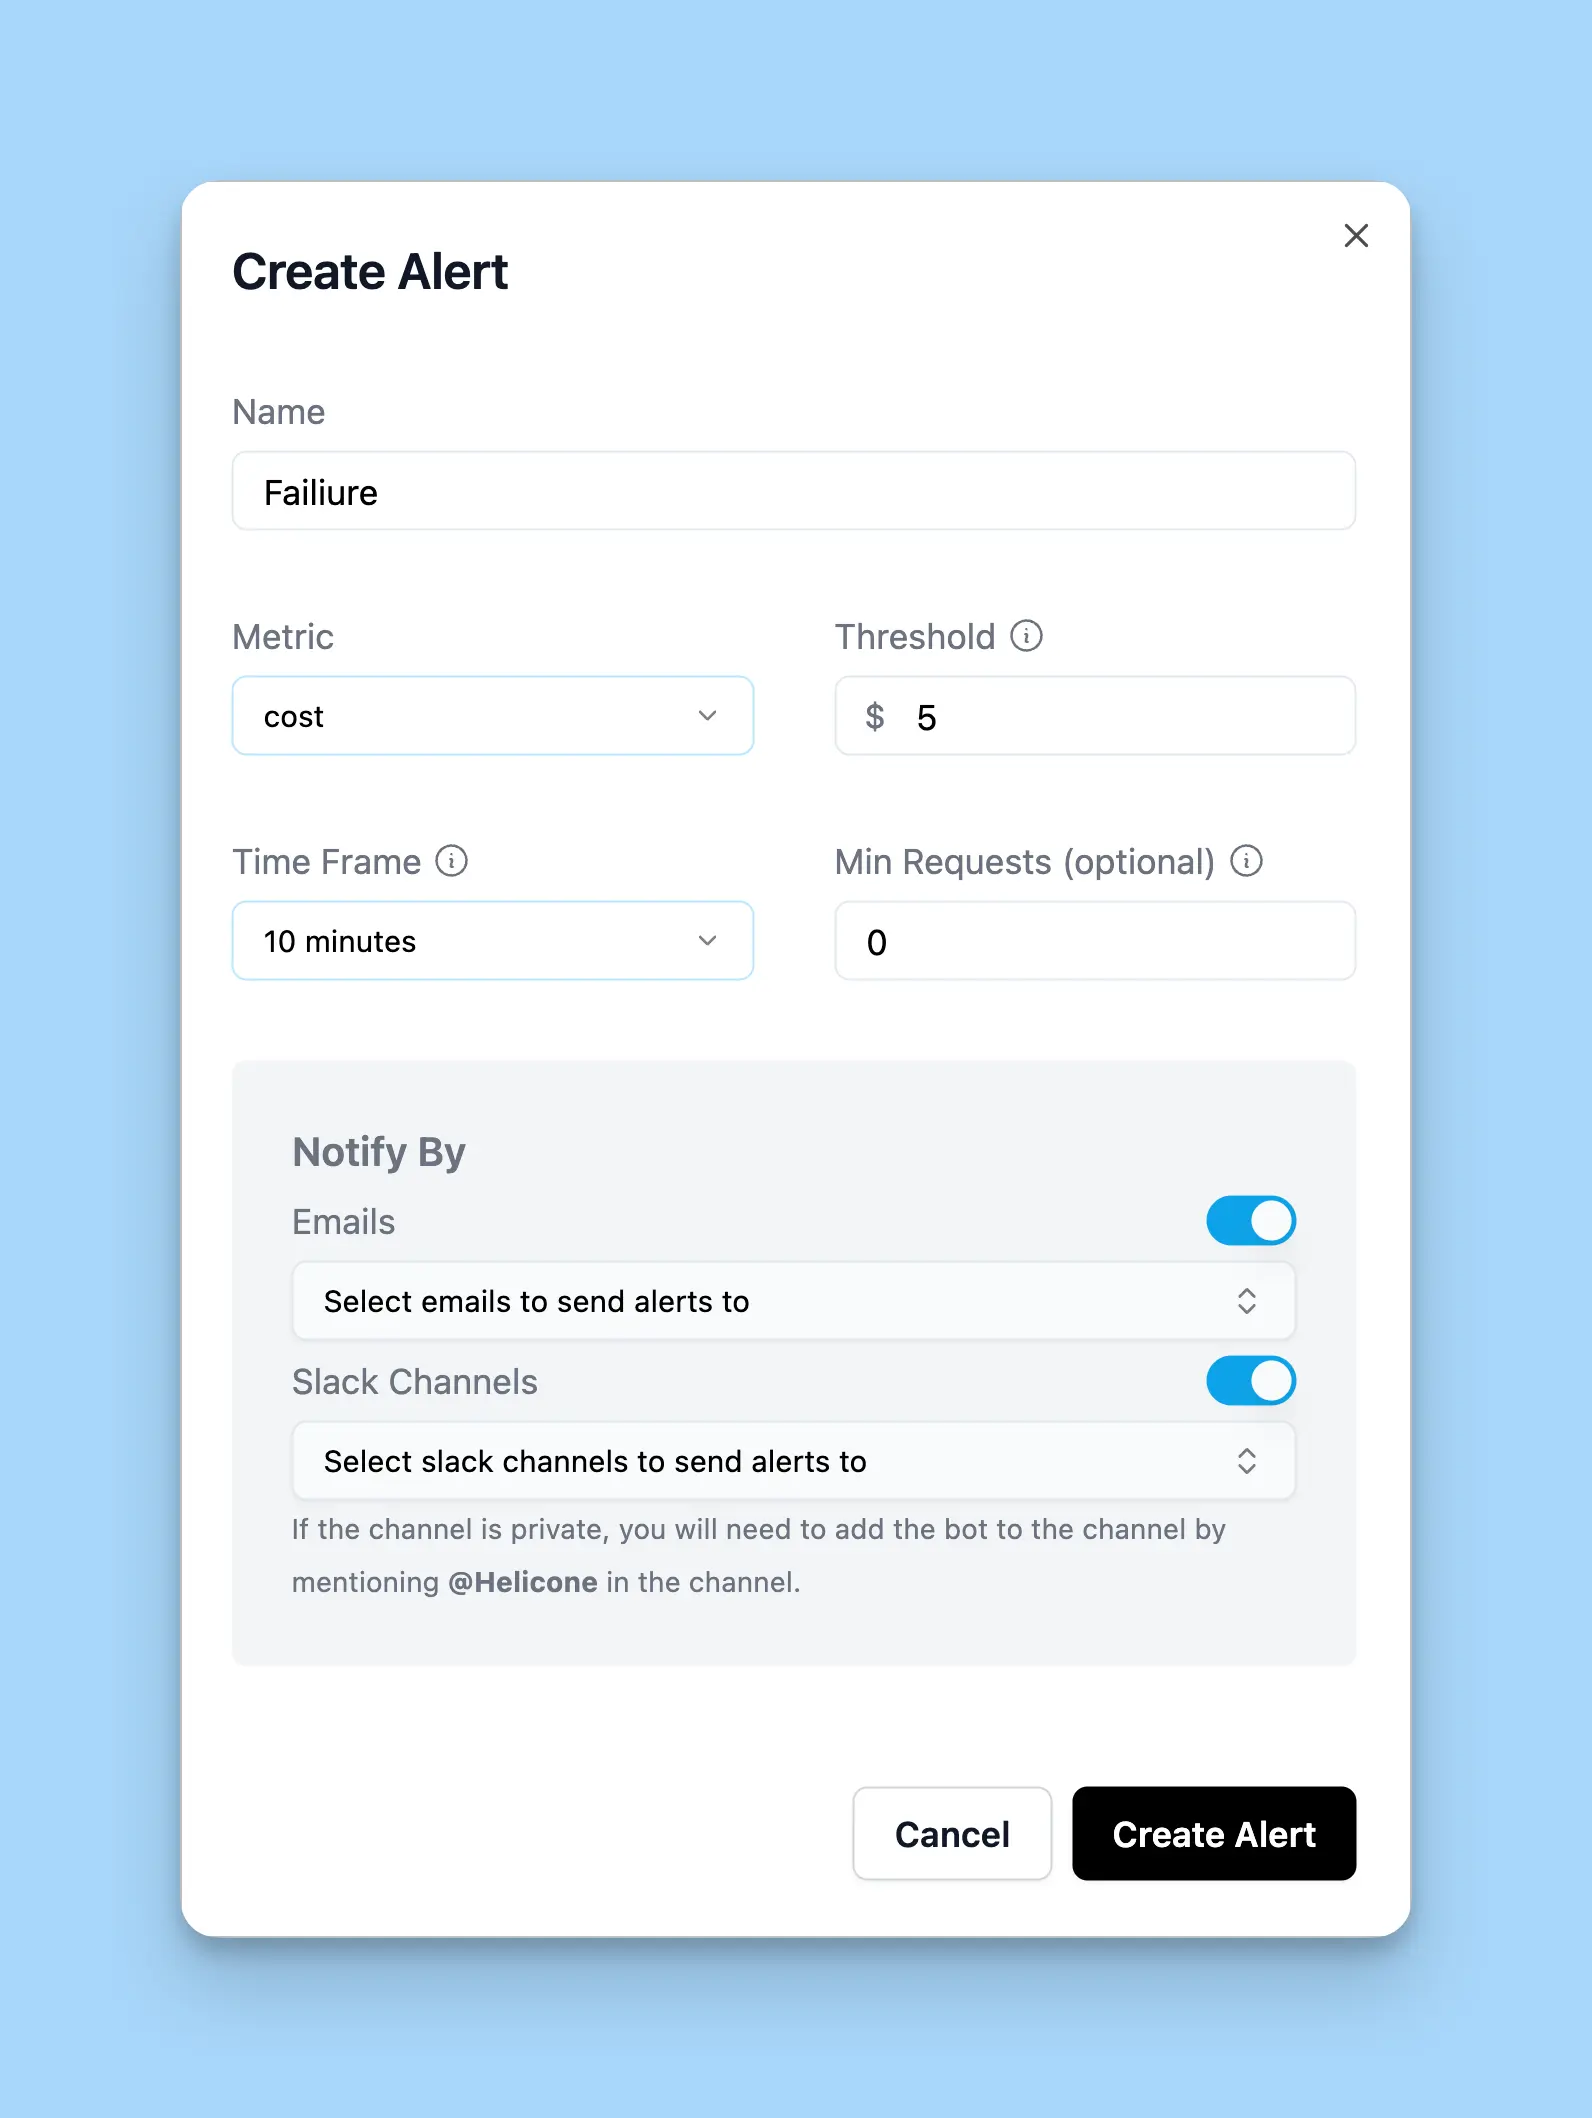 Create Alert
Name
Failiure
Metric
Threshold
cost
$ 5
Time Frame
Min Requests (optional)
10 minutes
0
Notify By
Emails
Select emails to send alerts to
Slack Channels
Select slack channels to send alerts to
If the channel is private, you will need to add the bot to the channel by
mentioning @Helicone in the channel.
Cancel
Create Alert